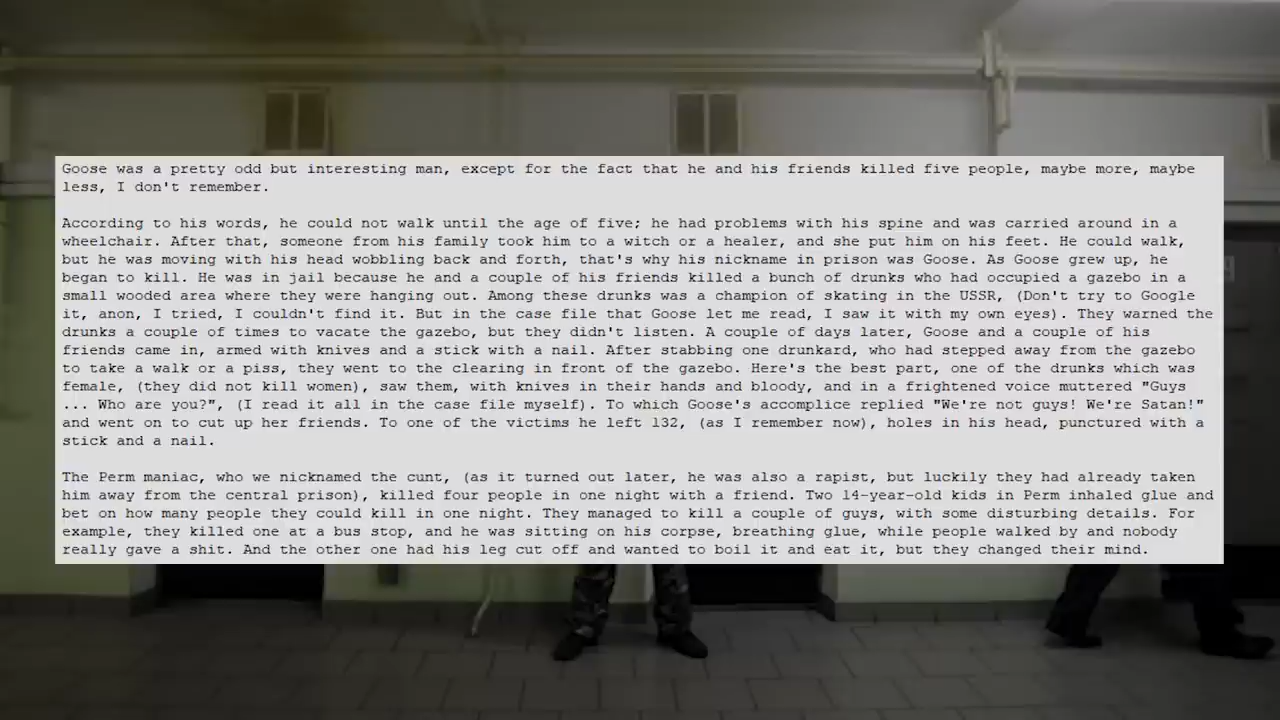 Goose was a pretty odd but interesting man, except for the fact that he and his friends killed five people, maybe more, maybe
less, I don't remember.
According to his words, he could not walk until the age of five; he had problems with his spine and was carried around in a
wheelchair. After that, someone from his family took him to a witch or a healer, and she put him on his feet. He could walk,
but he was moving with his head wobbling back and forth, that's why his nickname in prison was Goose. As Goose grew up, he
began to kill. He was in jail because he and a couple of his friends killed a bunch of drunks who had occupied a gazebo in a
small wooded area where they were hanging out. Among these drunks was a champion of skating in the USSR, (Don't try to Google
it, anon, I tried, I couldn't find it. But in the case file that Goose let me read, I saw it with my own eyes). They warned the
drunks a couple of times to vacate the gazebo, but they didn't listen. A couple of days later, Goose and a couple of his
friends came in, armed with knives and a stick with a nail. After stabbing one drunkard, who had stepped away from the gazebo
to take a walk or a piss, they went to the clearing in front of the gazebo. Here's the best part, one of the drunks which was
female, (they did not kill women), saw them, with knives in their hands and bloody, and in a frightened voice muttered "Guys
... Who are you?", (I read it all in the case file myself). To which Goose's accomplice replied "We're not guys! We're Satan!"
and went on to cut up her friends. To one of the victims he left 132, (as I remember now), holes in his head, punctured with a
stick and a nail.
The Perm maniac, who we nicknamed the cunt, (as it turned out later, he was also a rapist, but luckily they had already taken
him away from the central prison), killed four people in one night with a friend. Two 14-year-old kids in Perm inhaled glue and
bet on how many people they could kill in one night. They managed to kill a couple of guys, with some disturbing details. For
example, they killed one at a bus stop, and he was sitting on his corpse, breathing glue, while people walked by and nobody
really gave a shit. And the other one had his leg cut off and wanted to boil it and eat it, but they changed their mind.